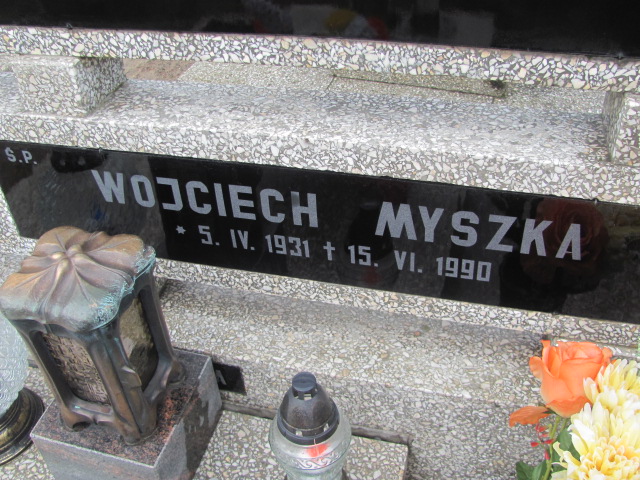 Ś.P.
WOJCIECH MYSZKA
* 5. IV. 1931 † 15. VI. 1990